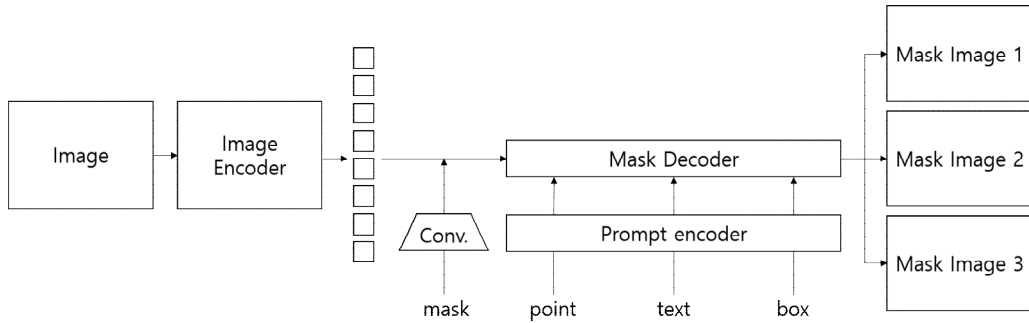 Image
Image
Encoder
Conv.
mask
Mask Decoder
Prompt encoder
point
text
box
Mask Image 1
Mask Image 2
Mask Image 3